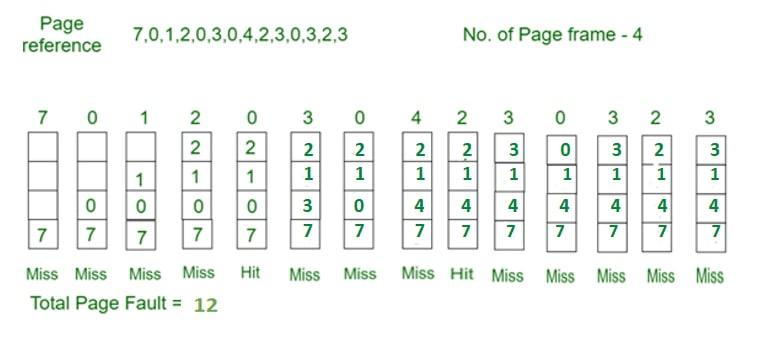 Page reference
7,0,1,2,0,3,0,4,2,3,0,3,2,3
No. of Page frame - 4
7 0 1 2 0 3 0 4 2 3 0 3 2 3
2 2 2 2 2 2 3 0 3 2 3
1 1 1 1 1 1 1 1 1 1 1 1
0 0 0 0 3 0 4 4 4 4 4 4 4
7 7 7 7 7 7 7 7 7 7 7 7 7 7
Miss Miss Miss Miss Hit Miss Miss Miss Hit Miss Miss Miss Miss Miss
Total Page Fault = 12